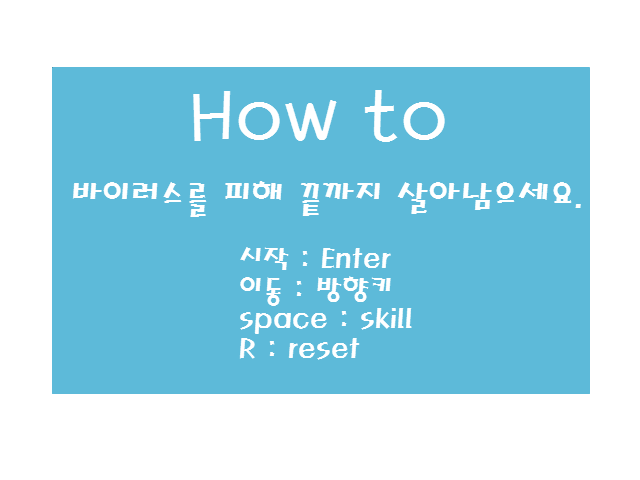 How to
바이러스를 피해 끝까지 살아남으세요.
시작 : Enter
이동 : 방향키
space : skill
R : reset